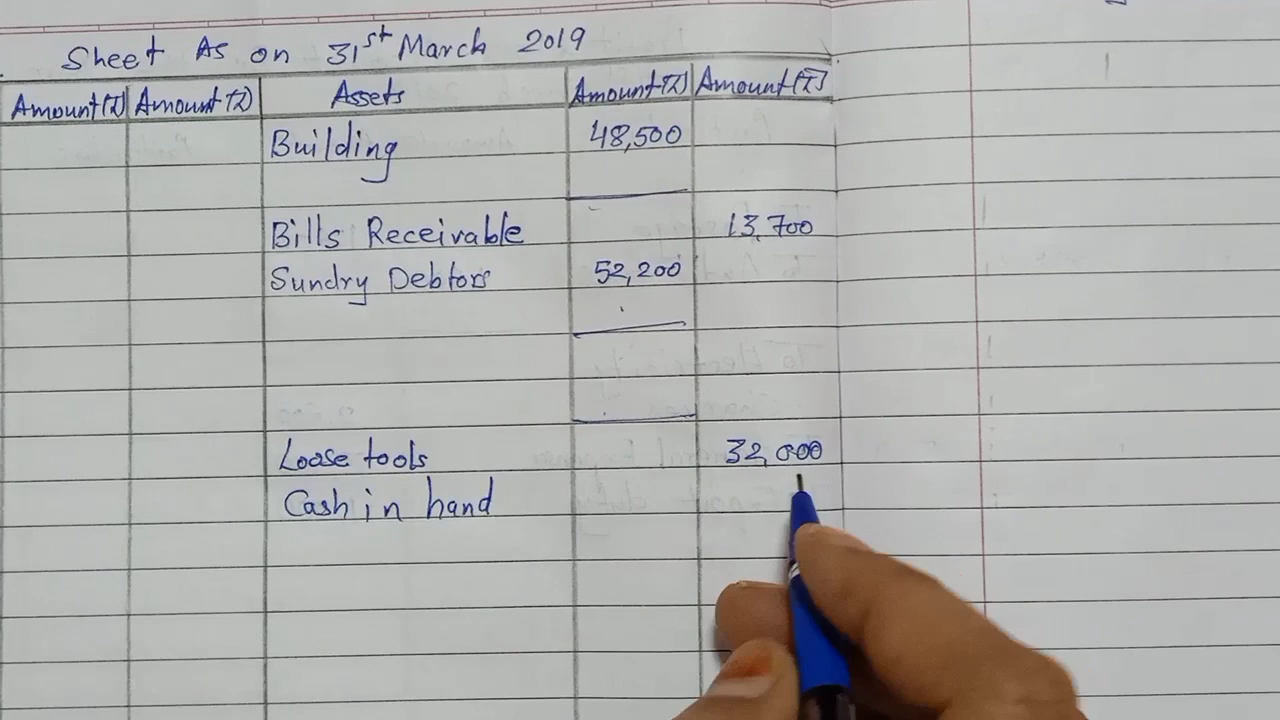 Sheet As on 31st March 2019
Amount(₹) Amount(₹) Assets Amount(₹) Amount(₹)
Building 48,500
Bills Receivable 13,700
Sundry Debtors 52,200
Loose tools 32,000
Cash in hand